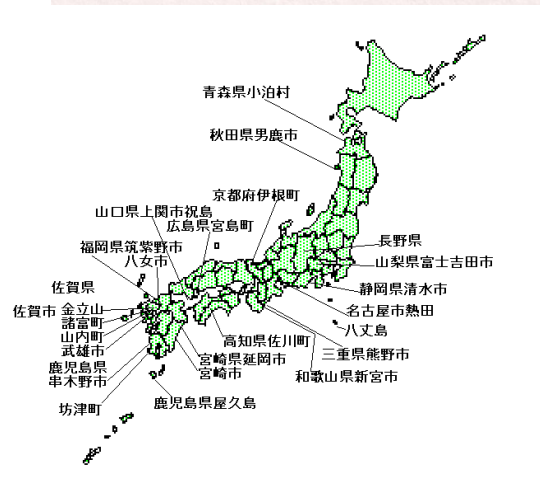 青森県小泊村
秋田県男鹿市
京都府伊根町
山口県上関市祝島
広島県宮島町
福岡県筑紫野市
八女市
長野県
山梨県富士吉田市
佐賀県
静岡県清水市
佐賀市 金立山
名古屋市熱田
諸富町
八丈島
山内町
高知県佐川町
武雄市
三重県熊野市
宮崎県延岡市
鹿児島県
宮崎市
和歌山県新宮市
串木野市
坊津町
鹿児島県屋久島